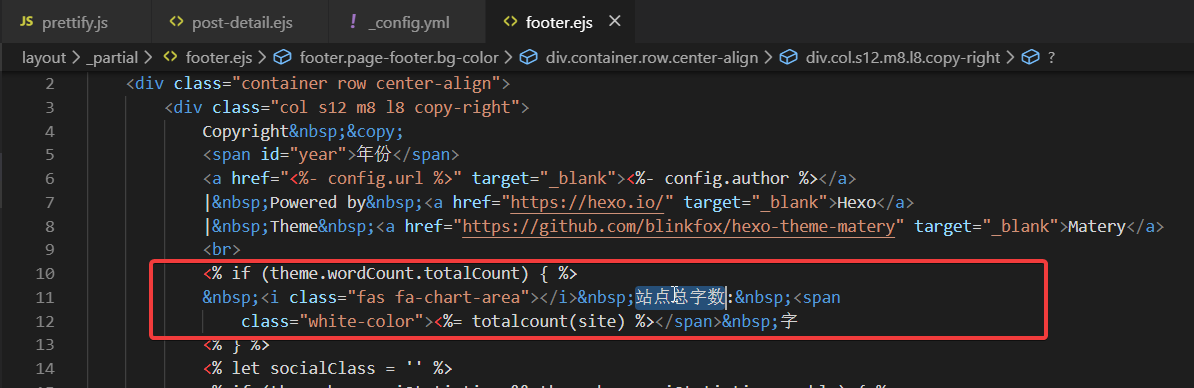 JS prettify.js <> post-detail.ejs ! _config.yml <> footer.ejs ×
layout > _partial > <> footer.ejs > footer.page-footer.bg-color > div.container.row.center-align > div.col.s12.m8.l8.copy-right > ?
2 <div class="container row center-align">
3 <div class="col s12 m8 l8 copy-right">
4 Copyright&nbsp;&copy;
5 <span id="year">年份</span>
6 <a href="<%- config.url %>" target="_blank"><%- config.author %></a>
7 |&nbsp;Powered by&nbsp;<a href="https://hexo.io/" target="_blank">Hexo</a>
8 |&nbsp;Theme&nbsp;<a href="https://github.com/blinkfox/hexo-theme-matery" target="_blank">Matery</a>
9 <br>
10 <% if (theme.wordCount.totalCount) { %>
11 &nbsp;<i class="fas fa-chart-area"></i>&nbsp;站点总字数:&nbsp;<span
12 class="white-color"><%= totalcount(site) %></span>&nbsp;字
13 <% } %>
14 <% let socialClass = '' %>